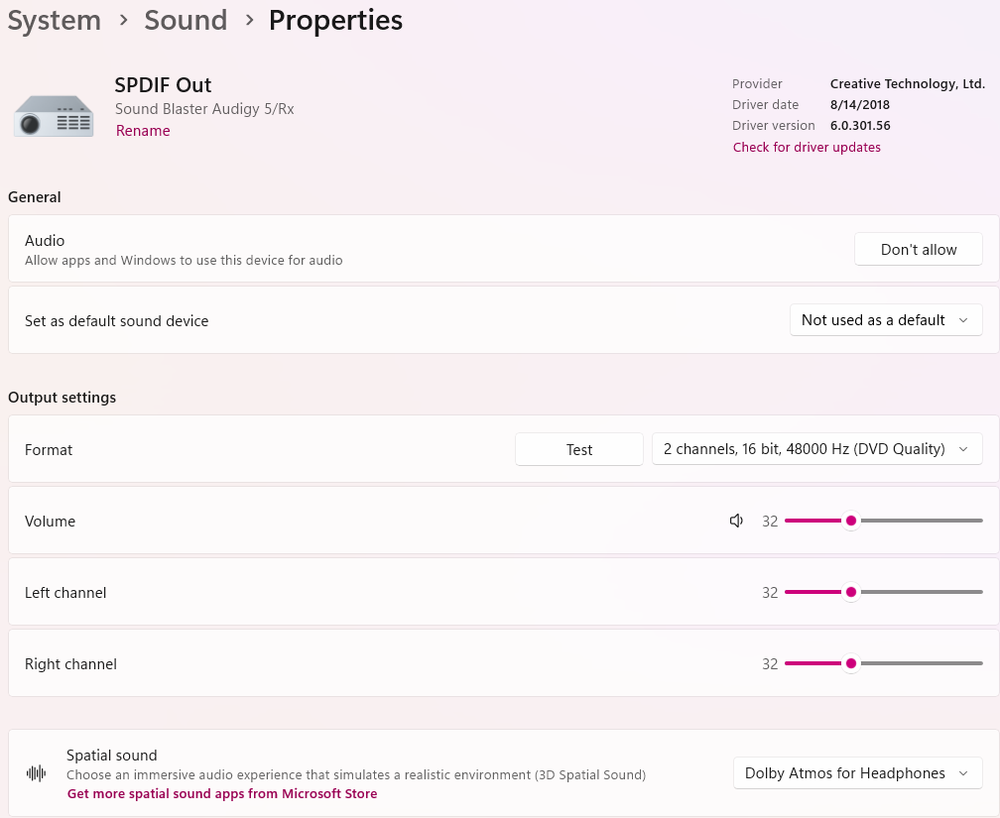 System > Sound > Properties
SPDIF Out
Sound Blaster Audigy 5/Rx
Rename
Provider Creative Technology, Ltd.
Driver date 8/14/2018
Driver version 6.0.301.56
Check for driver updates
General
Audio
Allow apps and Windows to use this device for audio
Don't allow
Set as default sound device
Not used as a default
Output settings
Format
Test
2 channels, 16 bit, 48000 Hz (DVD Quality)
Volume
32
Left channel
32
Right channel
32
Spatial sound
Choose an immersive audio experience that simulates a realistic environment (3D Spatial Sound)
Get more spatial sound apps from Microsoft Store
Dolby Atmos for Headphones